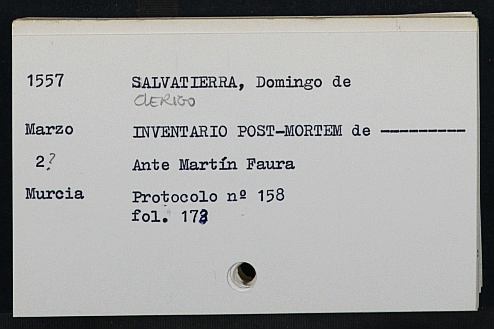 1557 SALVATIERRA, Domingo de
CLERIGO
Marzo INVENTARIO POST-MORTEM de ---------
2? Ante Martín Faura
Murcia Protocolo nº 158
fol. 172